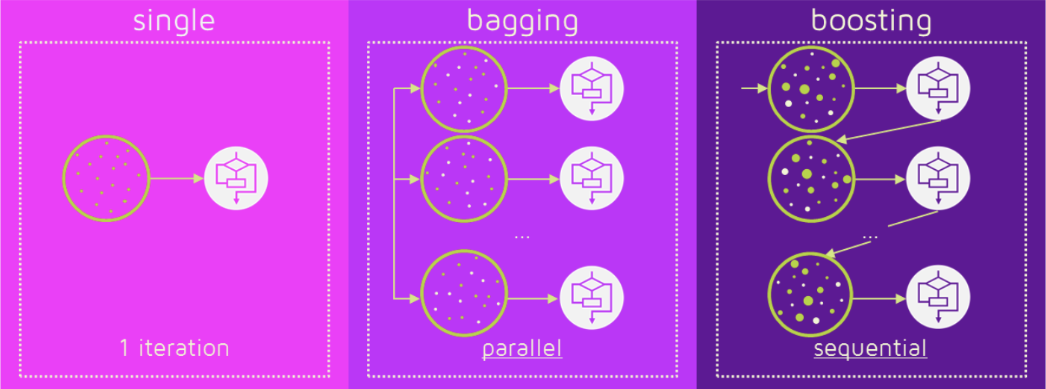 single
bagging
boosting
...
...
1 iteration
parallel
sequential